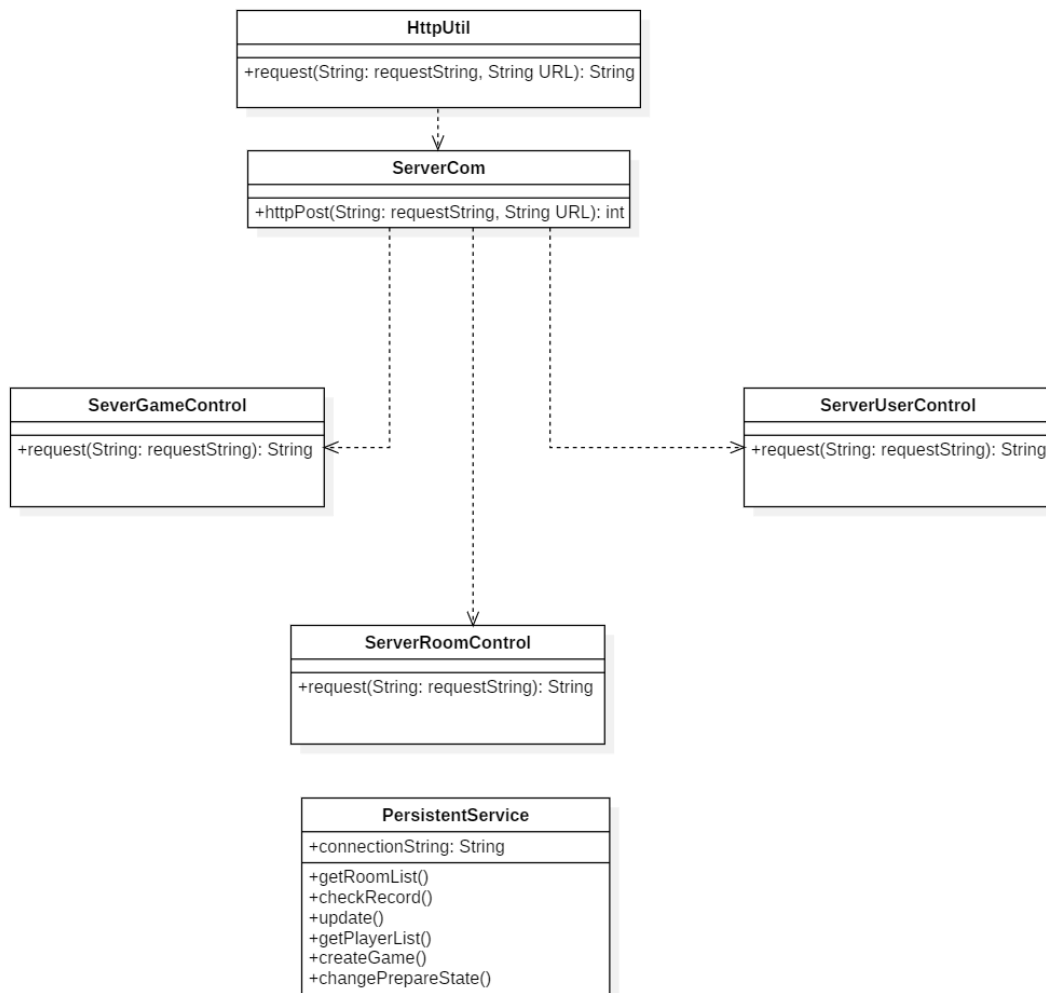 HttpUtil
+request(String: requestString, String URL): String
ServerCom
+httpPost(String: requestString, String URL): int
SeverGameControl
+request(String: requestString): String
ServerUserControl
+request(String: requestString): String
ServerRoomControl
+request(String: requestString): String
PersistentService
+connectionString: String
+getRoomList()
+checkRecord()
+update()
+getPlayerList()
+createGame()
+changePrepareState()